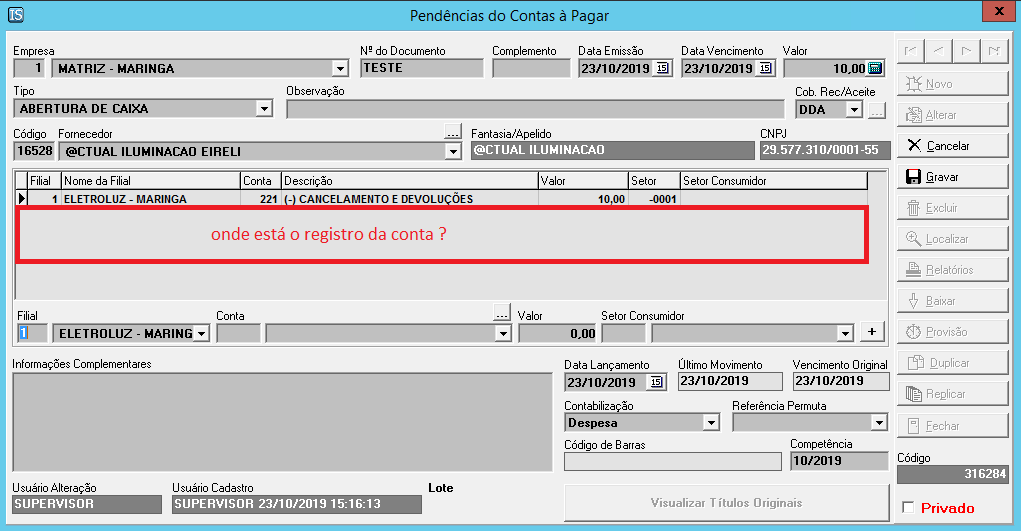 IS Pendências do Contas à Pagar x
Empresa Nº do Documento Complemento Data Emissão Data Vencimento Valor
1 MATRIZ - MARINGA TESTE 23/10/2019 15 23/10/2019 15 10,00
Tipo Observação Cob. Rec/Aceite
ABERTURA DE CAIXA DDA ...
Código Fornecedor ... Fantasia/Apelido CNPJ
16528 @CTUAL ILUMINACAO EIRELI @CTUAL ILUMINACAO 29.577.310/0001-55
Filial Nome da Filial Conta Descrição Valor Setor Setor Consumidor
1 ELETROLUZ - MARINGA 221 (-) CANCELAMENTO E DEVOLUÇÕES 10,00 -0001
onde está o registro da conta ?
Filial Conta ... Valor Setor Consumidor
1 ELETROLUZ - MARING 0,00 +
Informações Complementares
Data Lançamento Último Movimento Vencimento Original
23/10/2019 15 23/10/2019 23/10/2019
Contabilização Referência Permuta
Despesa
Código de Barras Competência
10/2019
Usuário Alteração Usuário Cadastro Lote
SUPERVISOR SUPERVISOR 23/10/2019 15:16:13
Visualizar Títulos Originais
Novo
Alterar
Cancelar
Gravar
Excluir
Localizar
Relatórios
Baixar
Provisão
Duplicar
Replicar
Fechar
Código
316284
Privado